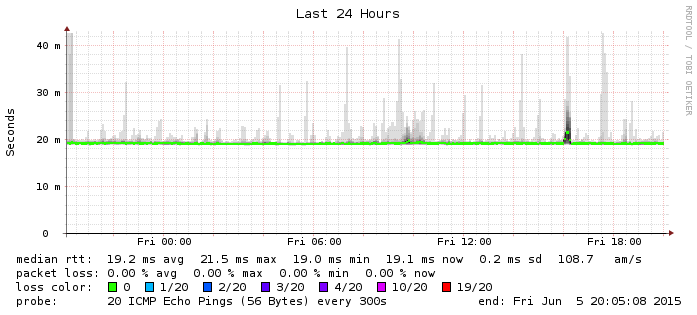 Last 24 Hours
RRDTOOL / TOBI OETIKER
Seconds
40 m
30 m
20 m
10 m
0
Fri 00:00 Fri 06:00 Fri 12:00 Fri 18:00
median rtt: 19.2 ms avg 21.5 ms max 19.0 ms min 19.1 ms now 0.2 ms sd 108.7 am/s
packet loss: 0.00 % avg 0.00 % max 0.00 % min 0.00 % now
loss color: 0 1/20 2/20 3/20 4/20 10/20 19/20
probe: 20 ICMP Echo Pings (56 Bytes) every 300s end: Fri Jun 5 20:05:08 2015